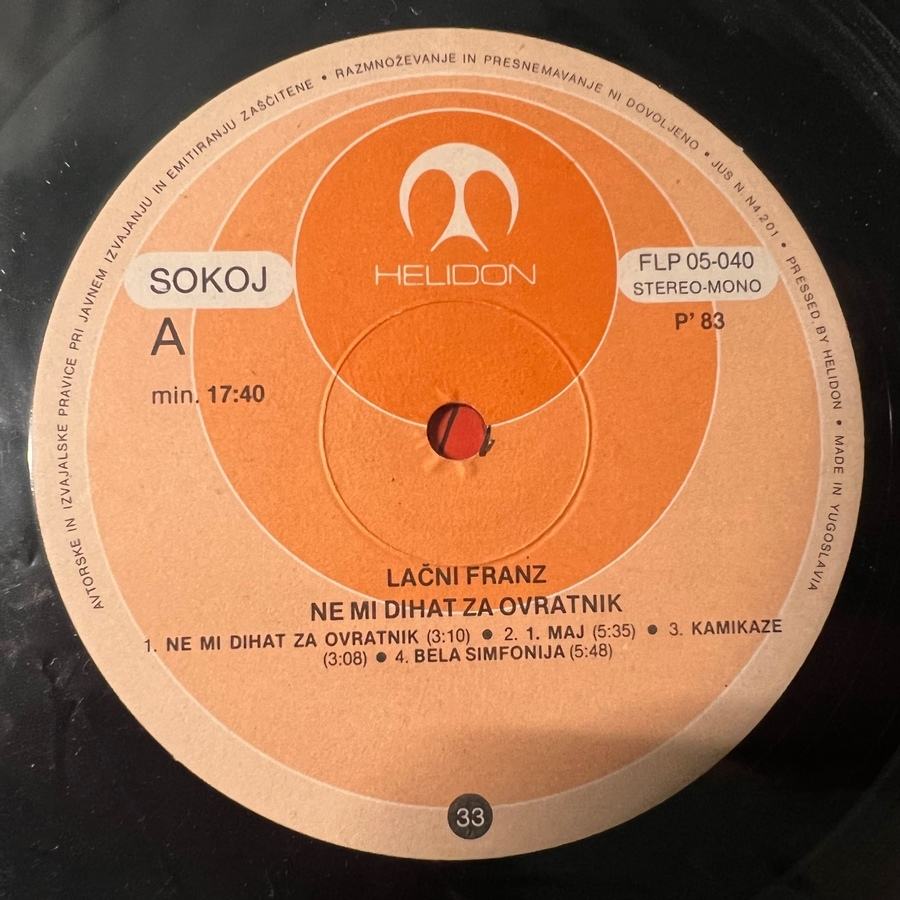 AVTORSKE IN IZVAJALSKE PRAVICE PRI JAVNEM IZVAJANJU IN EMITIRANJU ZAŠČITENE • RAZMNOŽEVANJE IN PRESNEMAVANJE NI DOVOLJENO • JUS N.N4.201 • PRESSED BY HELIDON • MADE IN YUGOSLAVIA
HELIDON
SOKOJ
FLP 05-040
STEREO-MONO
P' 83
A
min. 17:40
LAČNI FRANZ
NE MI DIHAT ZA OVRATNIK
1. NE MI DIHAT ZA OVRATNIK (3:10) ● 2. 1. MAJ (5:35) ● 3. KAMIKAZE
(3:08) ● 4. BELA SIMFONIJA (5:48)
33